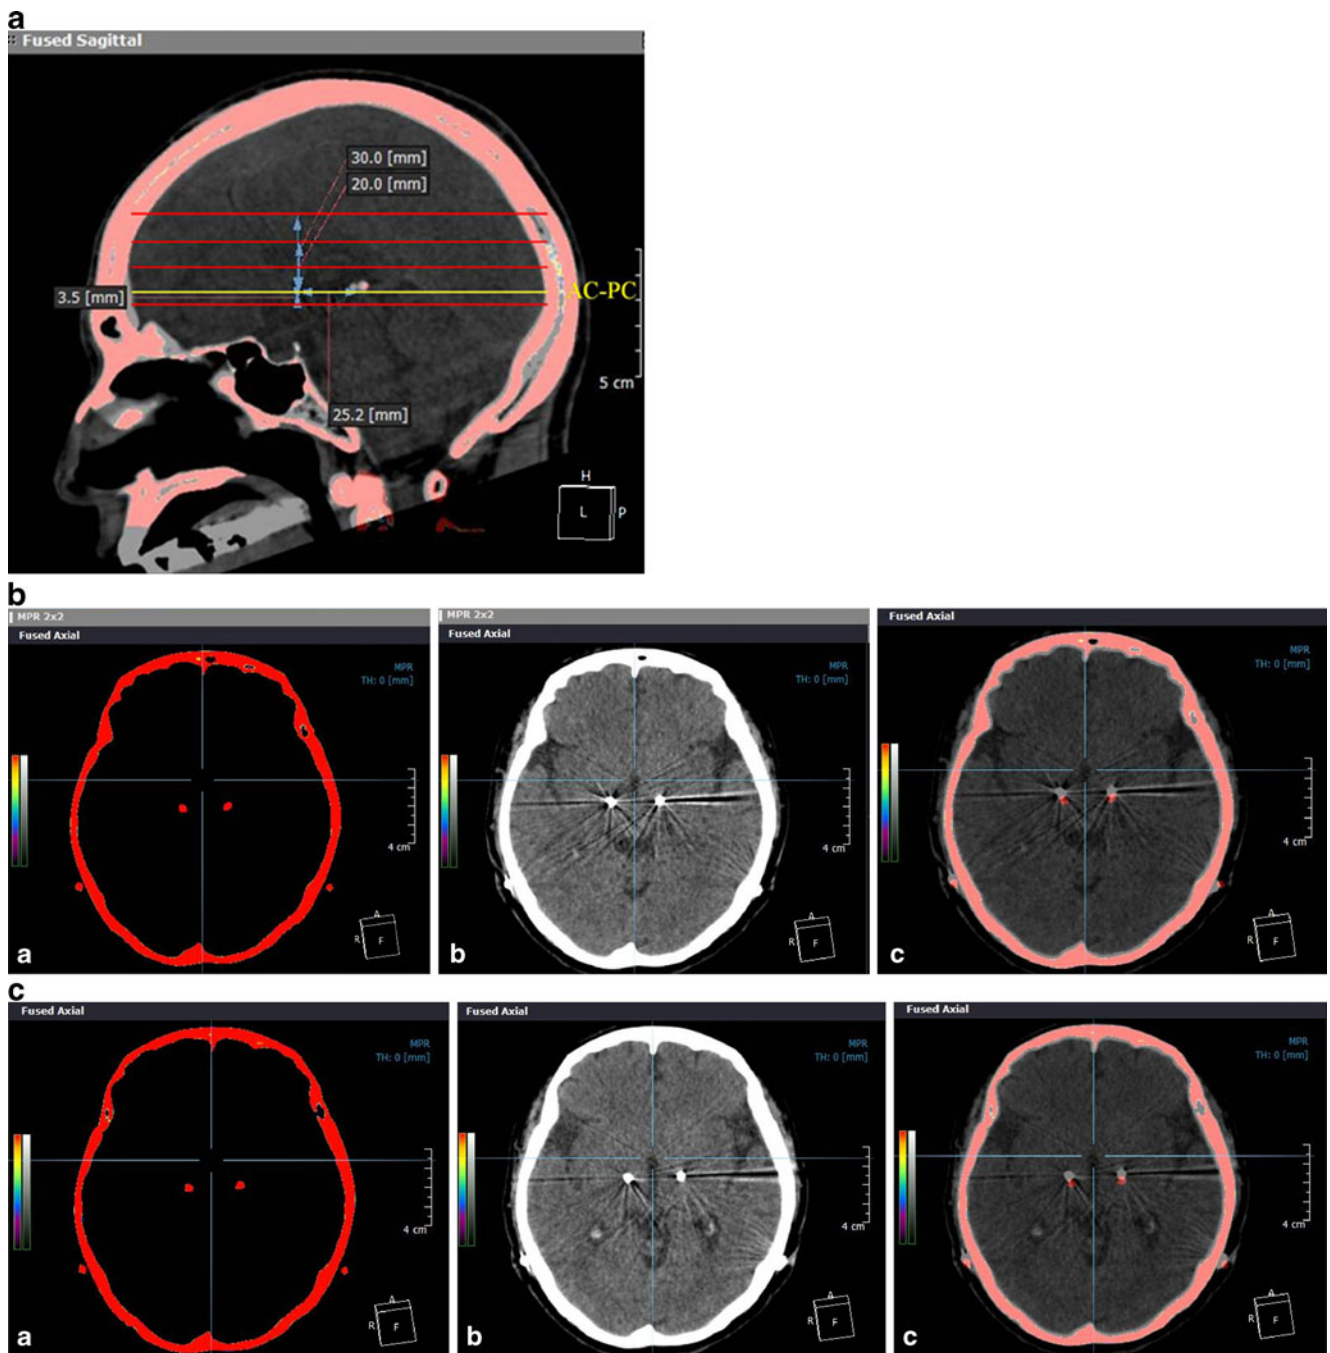 a
Fused Sagittal
30.0 [mm]
20.0 [mm]
3.5 [mm]
AC-PC
5 cm
25.2 [mm]
H
L P
b
MPR 2x2
Fused Axial
MPR
TH: 0 [mm]
4 cm
A
R F
a
MPR 2x2
Fused Axial
MPR
TH: 0 [mm]
4 cm
A
R F
b
Fused Axial
MPR
TH: 0 [mm]
4 cm
A
R F
c
c
Fused Axial
MPR
TH: 0 [mm]
4 cm
A
R F
a
Fused Axial
MPR
TH: 0 [mm]
4 cm
A
R F
b
Fused Axial
MPR
TH: 0 [mm]
4 cm
A
R F
c